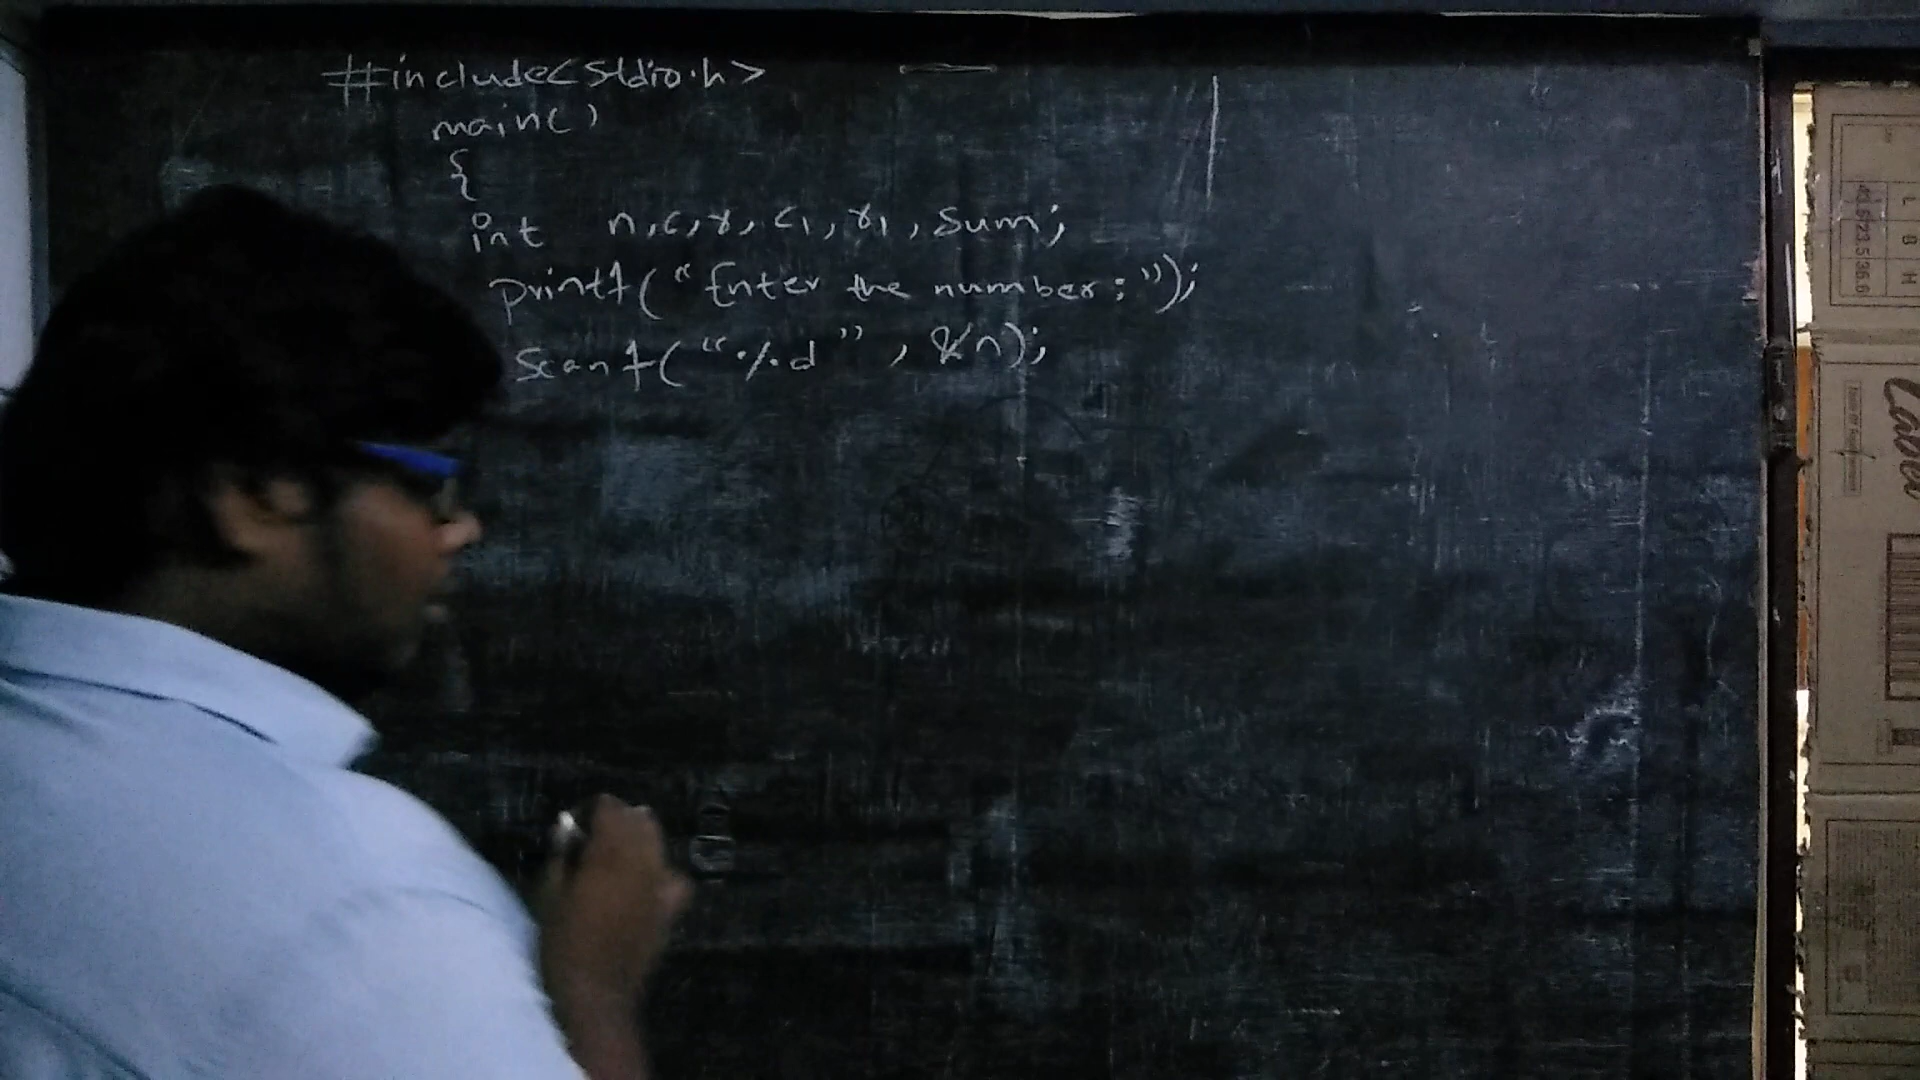 #include<stdio.h>
main()
{
int n,c,r,c1,r1,sum;
printf("Enter the number:");
scanf("%d", &n);
L B H